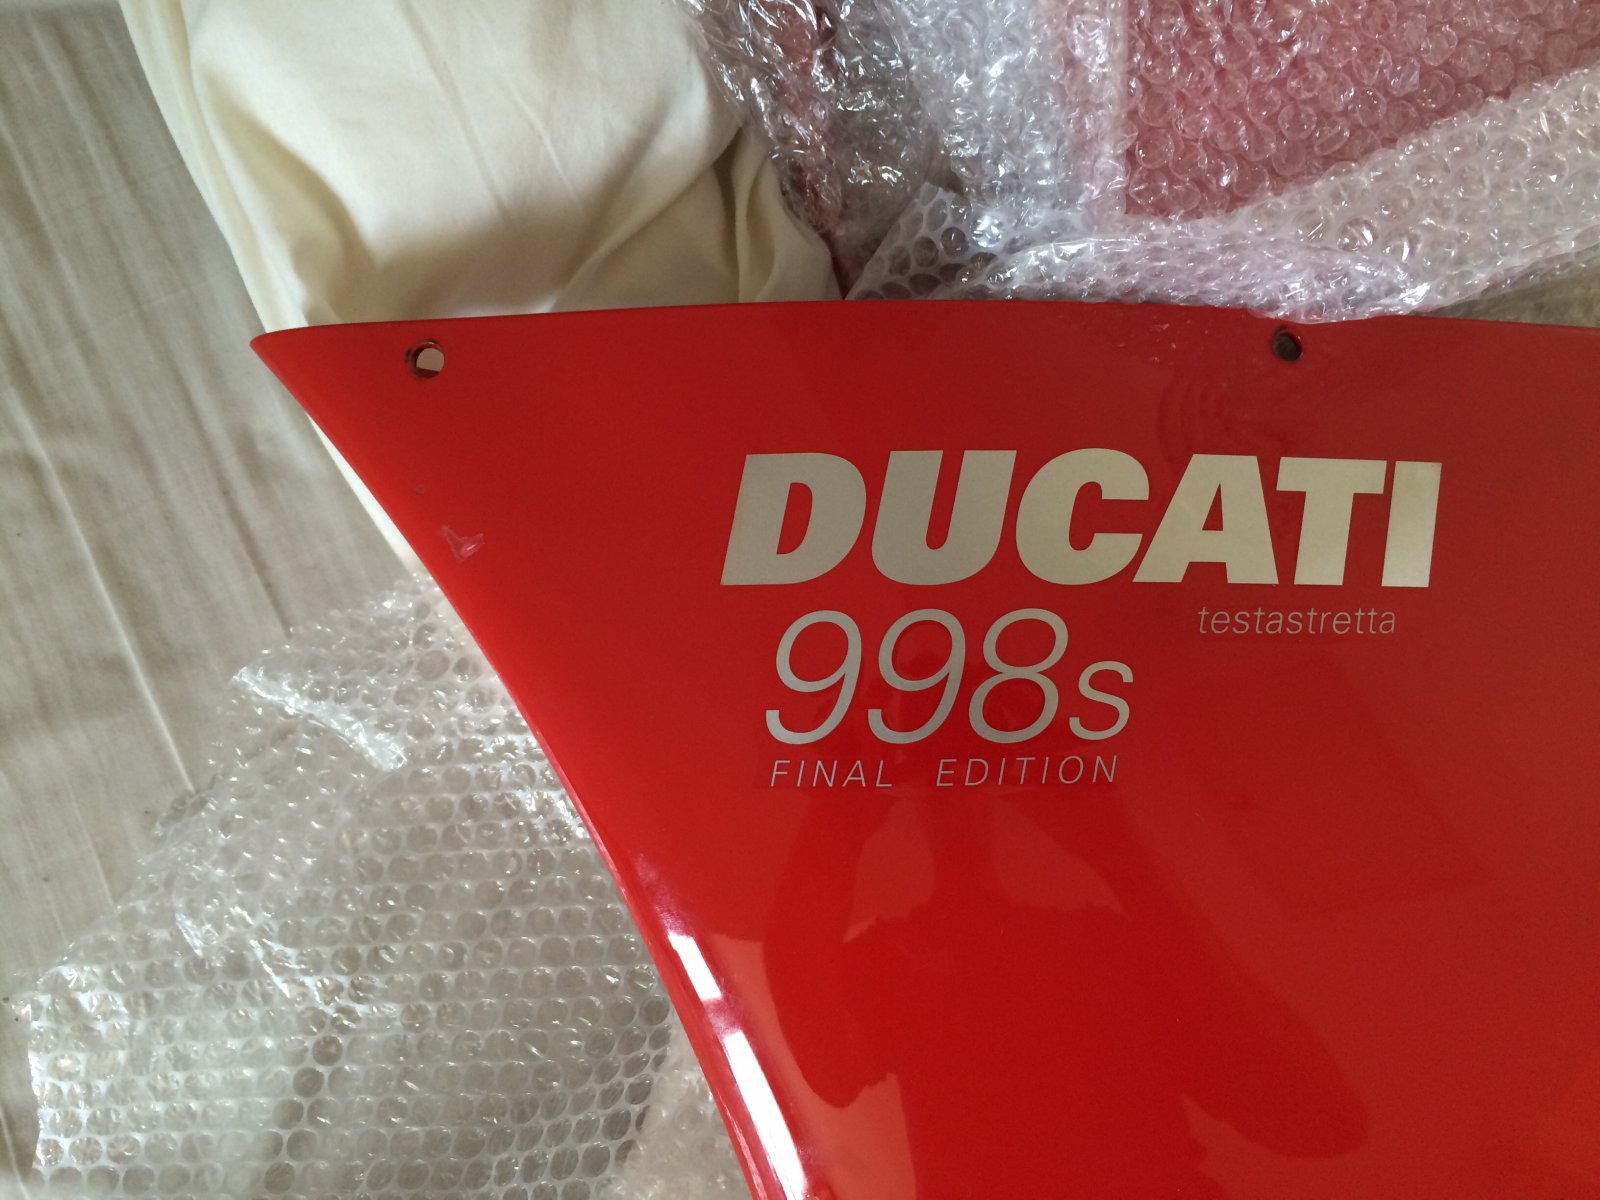 DUCATI
testastretta
998s
FINAL EDITION